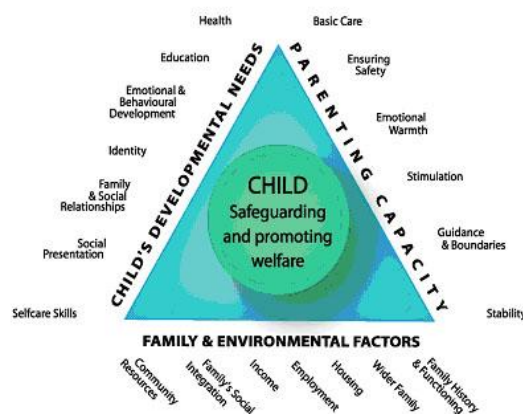 Health
Education
Emotional &
Behavioural
Development
Identity
Family
& Social
Relationships
Social
Presentation
Selfcare Skills
CHILD'S DEVELOPMENTAL NEEDS
CHILD
Safeguarding
and promoting
welfare
PARENTING CAPACITY
Basic Care
Ensuring
Safety
Emotional
Warmth
Stimulation
Guidance
& Boundaries
Stability
FAMILY & ENVIRONMENTAL FACTORS
Community
Resources
Family's Social
Integration
Income
Employment
Housing
Wider Family
Family History
& Functioning